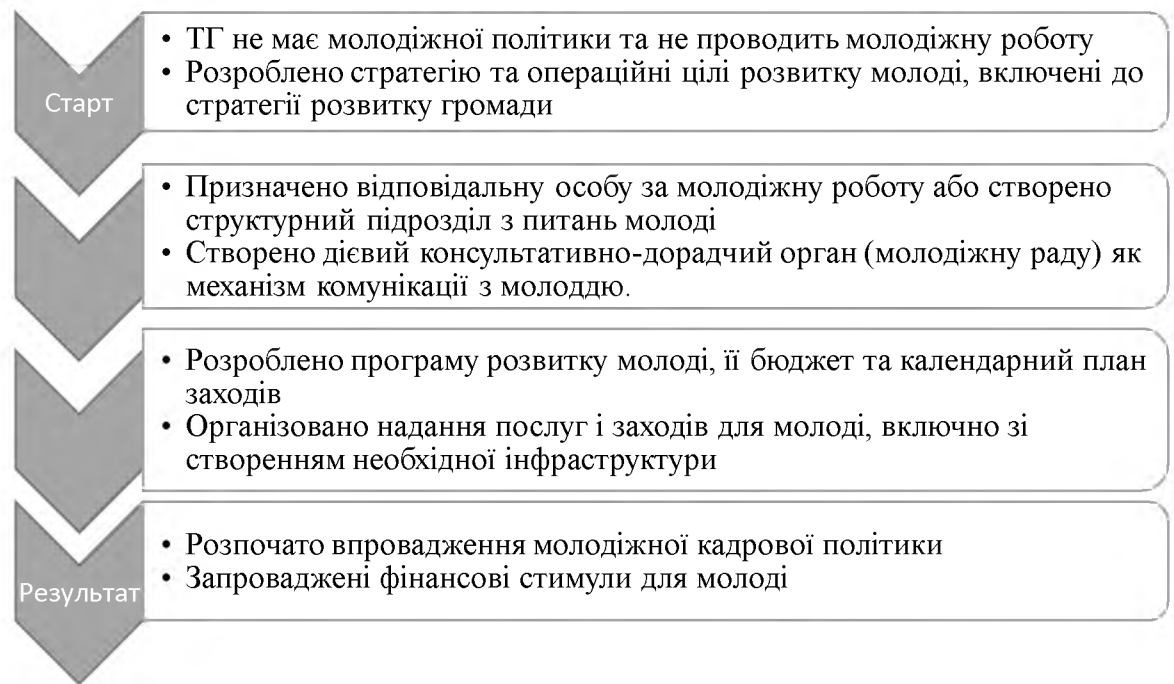 Старт
• ТГ не має молодіжної політики та не проводить молодіжну роботу
• Розроблено стратегію та операційні цілі розвитку молоді, включені до
стратегії розвитку громади
• Призначено відповідальну особу за молодіжну роботу або створено
структурний підрозділ з питань молоді
• Створено дієвий консультативно-дорадчий орган (молодіжну раду) як
механізм комунікації з молоддю.
• Розроблено програму розвитку молоді, її бюджет та календарний план
заходів
• Організовано надання послуг і заходів для молоді, включно зі
створенням необхідної інфраструктури
Результат
• Розпочато впровадження молодіжної кадрової політики
• Запроваджені фінансові стимули для молоді